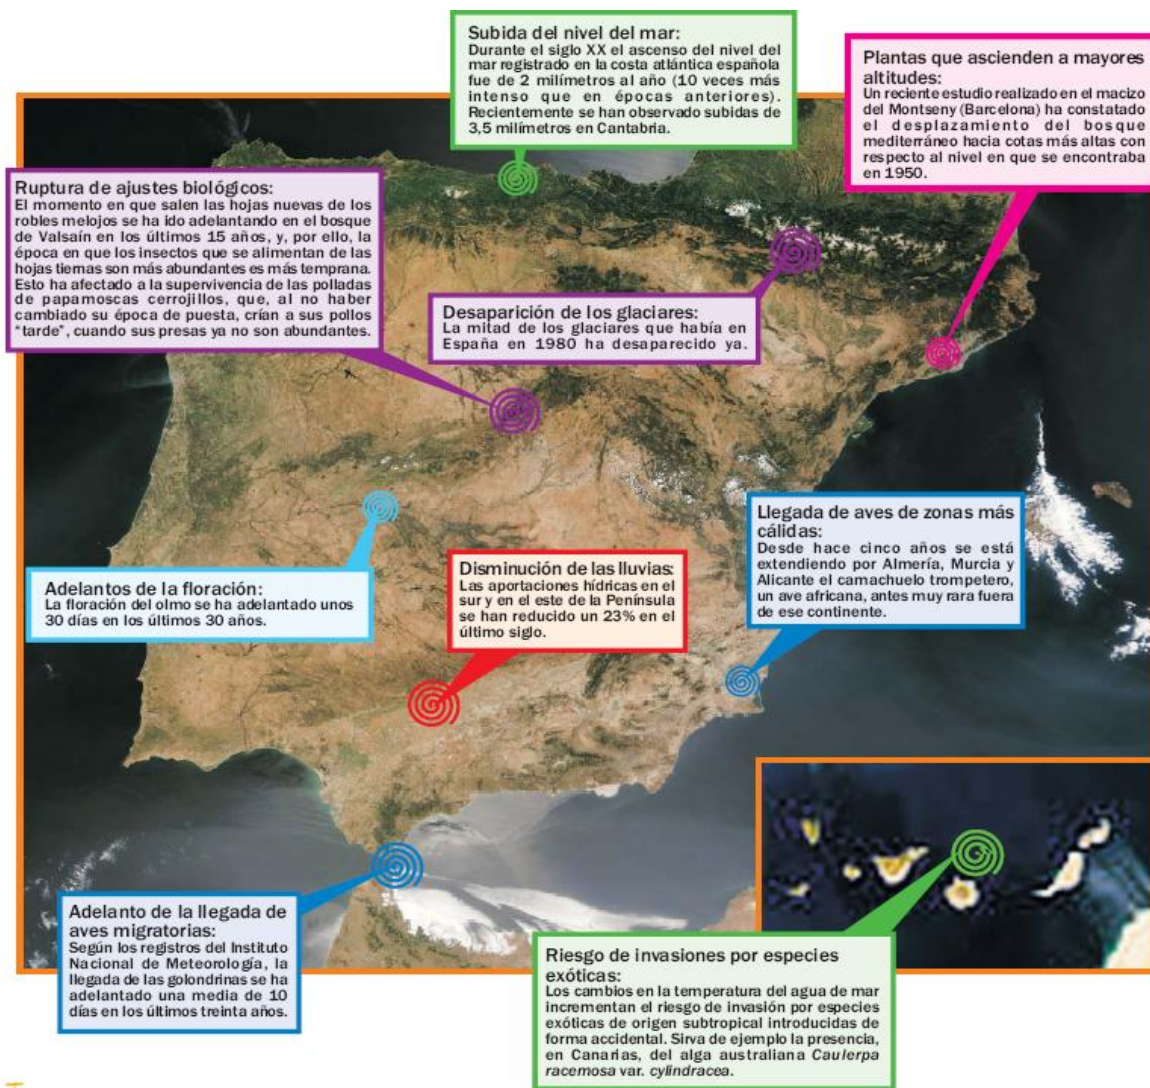 Subida del nivel del mar:
Durante el siglo XX el ascenso del nivel del
mar registrado en la costa atlántica española
fue de 2 milímetros al año (10 veces más
intenso que en épocas anteriores).
Recientemente se han observado subidas de
3,5 milímetros en Cantabria.
Plantas que ascienden a mayores
altitudes:
Un reciente estudio realizado en el macizo
del Montseny (Barcelona) ha constatado
el desplazamiento del bosque
mediterráneo hacia cotas más altas con
respecto al nivel en que se encontraba
en 1950.
Ruptura de ajustes biológicos:
El momento en que salen las hojas nuevas de los
robles melojos se ha ido adelantando en el bosque
de Valsaín en los últimos 15 años, y, por ello, la
época en que los insectos que se alimentan de las
hojas tiernas son más abundantes es más temprana.
Esto ha afectado a la supervivencia de las polladas
de papamoscas cerrojillos, que, al no haber
cambiado su época de puesta, crían a sus pollos
“tarde”, cuando sus presas ya no son abundantes.
Desaparición de los glaciares:
La mitad de los glaciares que había en
España en 1980 ha desaparecido ya.
Llegada de aves de zonas más
cálidas:
Desde hace cinco años se está
extendiendo por Almería, Murcia y
Alicante el camachuelo trompetero,
un ave africana, antes muy rara fuera
de ese continente.
Adelantos de la floración:
La floración del olmo se ha adelantado unos
30 días en los últimos 30 años.
Disminución de las lluvias:
Las aportaciones hídricas en el
sur y en el este de la Península
se han reducido un 23% en el
último siglo.
Adelanto de la llegada de
aves migratorias:
Según los registros del Instituto
Nacional de Meteorología, la
llegada de las golondrinas se ha
adelantado una media de 10
días en los últimos treinta años.
Riesgo de invasiones por especies
exóticas:
Los cambios en la temperatura del agua de mar
incrementan el riesgo de invasión por especies
exóticas de origen subtropical introducidas de
forma accidental. Sirva de ejemplo la presencia,
en Canarias, del alga australiana Caulerpa
racemosa var. cylindracea.